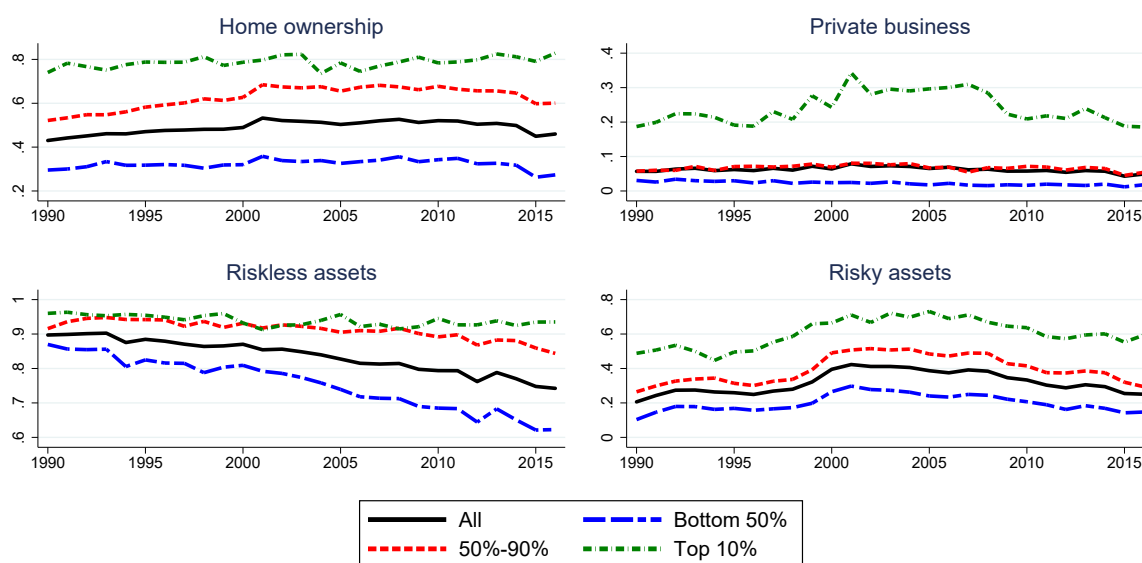 Home ownership
.8
.6
.4
.2
1990 1995 2000 2005 2010 2015
Private business
.4
.3
.2
.1
0
1990 1995 2000 2005 2010 2015
Riskless assets
1
.9
.8
.7
.6
1990 1995 2000 2005 2010 2015
Risky assets
.8
.6
.4
.2
0
1990 1995 2000 2005 2010 2015
All
Bottom 50%
50%-90%
Top 10%